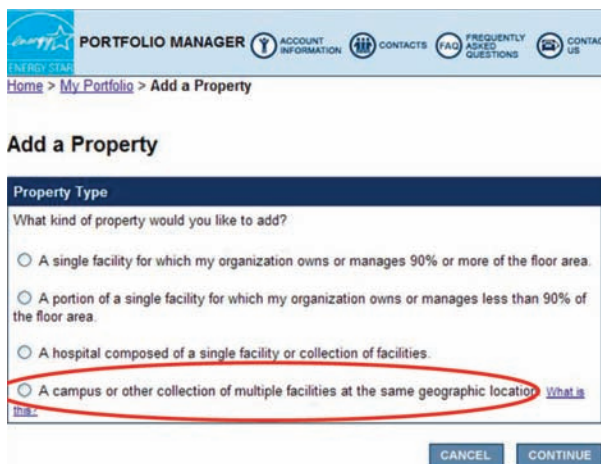 energy
ENERGY STAR
PORTFOLIO MANAGER
ACCOUNT
INFORMATION
CONTACTS
FAQ
FREQUENTLY
ASKED
QUESTIONS
CONTAC
US
Home > My Portfolio > Add a Property
Add a Property
Property Type
What kind of property would you like to add?
A single facility for which my organization owns or manages 90% or more of the floor area.
A portion of a single facility for which my organization owns or manages less than 90% of
the floor area.
A hospital composed of a single facility or collection of facilities.
A campus or other collection of multiple facilities at the same geographic location What is
this?
CANCEL
CONTINUE